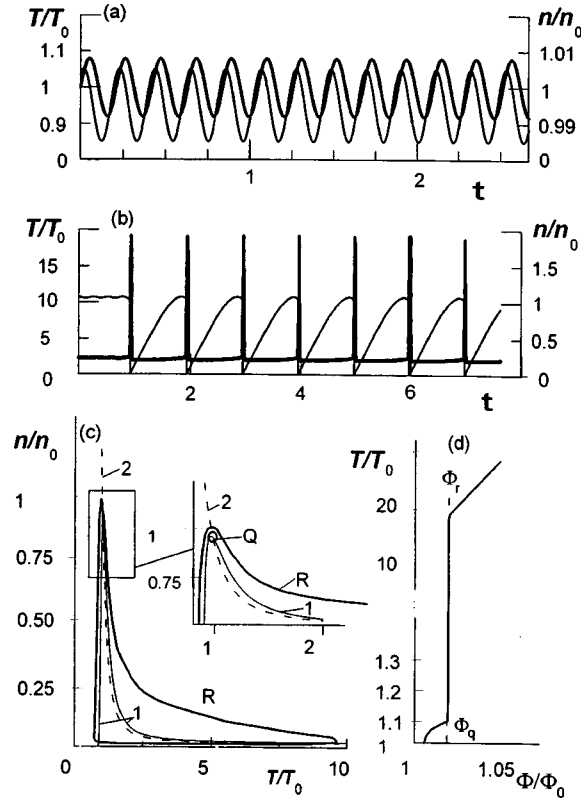 T/T₀ (a) n/n₀
1.1 1.01
1 1
0.9 0.99
0 0
1 2 t
T/T₀ (b) n/n₀
15 1.5
10 1
5 0.5
0 0
2 4 6 t
n/n₀ (c)
2
1
0.75
0.50
0.25
R
1
0 5 10
T/T₀
1
0.75
2
Q
R
1
1 2
(d)
T/T₀
Φr
20
10
1.3
1.2
1.1
1
Φq
1 1.05 Φ/Φ₀